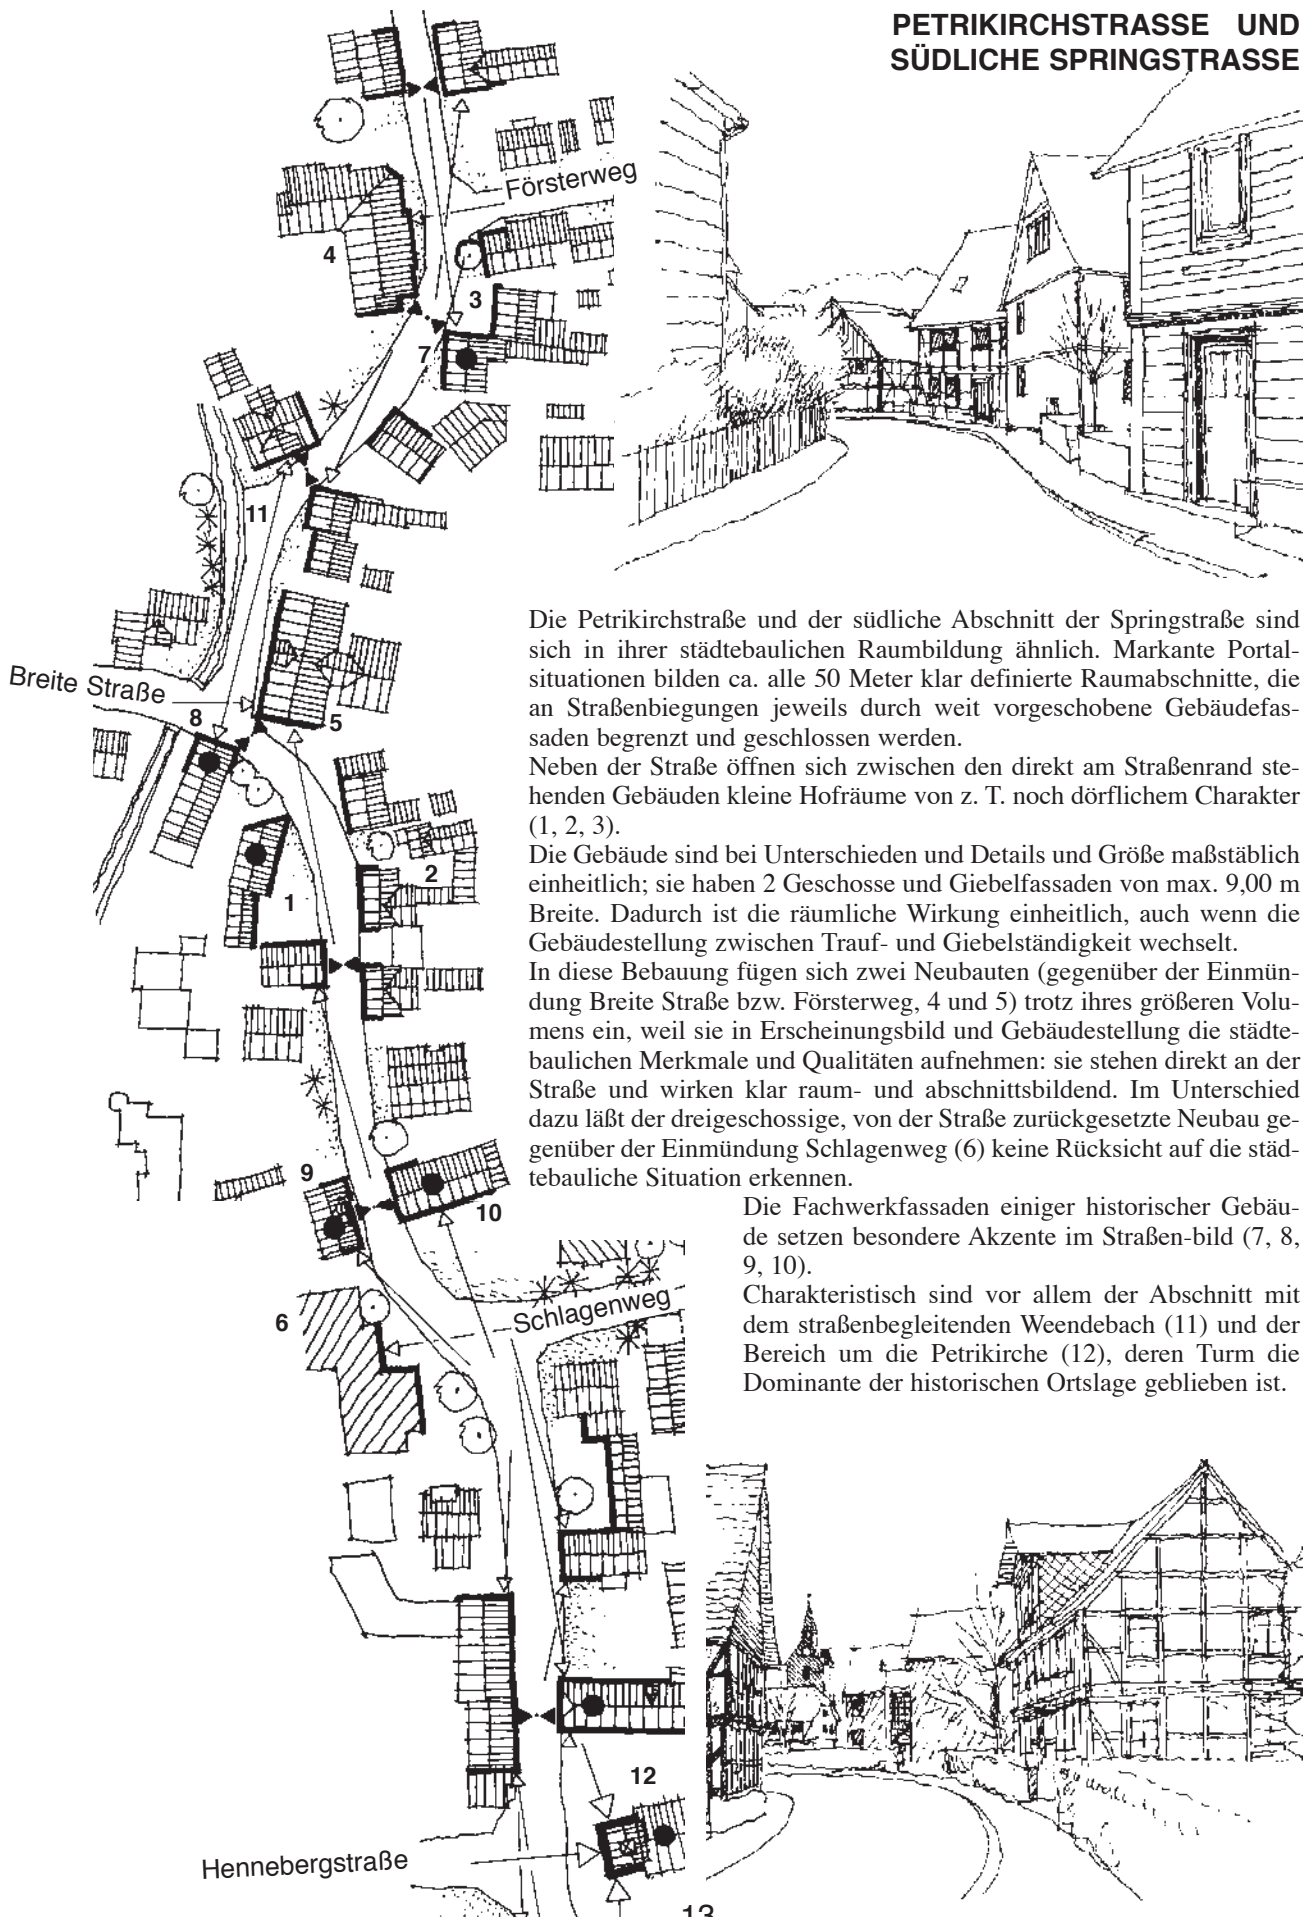 PETRIKIRCHSTRASSE UND
SÜDLICHE SPRINGSTRASSE
Försterweg
4
3
7
11
Breite Straße
8
5
2
1
9
10
6
Schlagenweg
12
Hennebergstraße
13
Die Petrikirchstraße und der südliche Abschnitt der Springstraße sind
sich in ihrer städtebaulichen Raumbildung ähnlich. Markante Portal-
situationen bilden ca. alle 50 Meter klar definierte Raumabschnitte, die
an Straßenbiegungen jeweils durch weit vorgeschobene Gebäudefas-
saden begrenzt und geschlossen werden.
Neben der Straße öffnen sich zwischen den direkt am Straßenrand ste-
henden Gebäuden kleine Hofräume von z. T. noch dörflichem Charakter
(1, 2, 3).
Die Gebäude sind bei Unterschieden und Details und Größe maßstäblich
einheitlich; sie haben 2 Geschosse und Giebelfassaden von max. 9,00 m
Breite. Dadurch ist die räumliche Wirkung einheitlich, auch wenn die
Gebäudestellung zwischen Trauf- und Giebelständigkeit wechselt.
In diese Bebauung fügen sich zwei Neubauten (gegenüber der Einmün-
dung Breite Straße bzw. Försterweg, 4 und 5) trotz ihres größeren Volu-
mens ein, weil sie in Erscheinungsbild und Gebäudestellung die städte-
baulichen Merkmale und Qualitäten aufnehmen: sie stehen direkt an der
Straße und wirken klar raum- und abschnittsbildend. Im Unterschied
dazu läßt der dreigeschossige, von der Straße zurückgesetzte Neubau ge-
genüber der Einmündung Schlagenweg (6) keine Rücksicht auf die städ-
tebauliche Situation erkennen.
Die Fachwerkfassaden einiger historischer Gebäu-
de setzen besondere Akzente im Straßen-bild (7, 8,
9, 10).
Charakteristisch sind vor allem der Abschnitt mit
dem straßenbegleitenden Weendebach (11) und der
Bereich um die Petrikirche (12), deren Turm die
Dominante der historischen Ortslage geblieben ist.